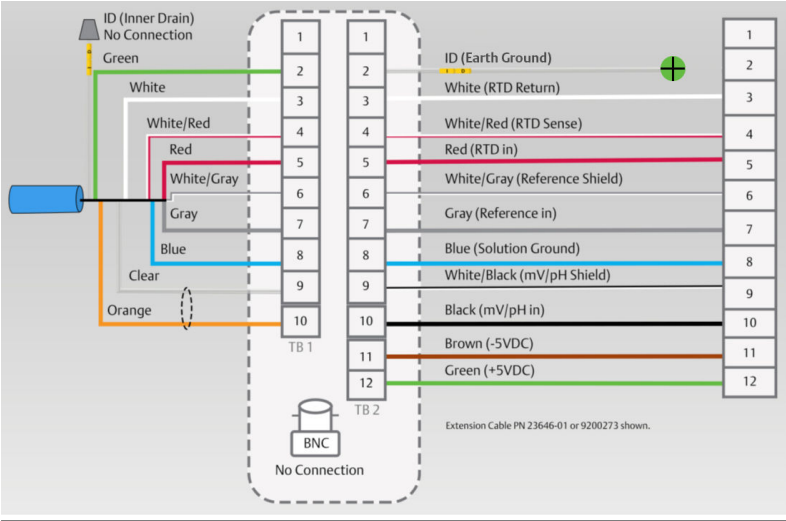 ID (Inner Drain)
No Connection
Green
White
White/Red
Red
White/Gray
Gray
Blue
Clear
Orange
1
2
3
4
5
6
7
8
9
10
TB 1
1
2
3
4
5
6
7
8
9
10
11
12
TB 2
BNC
No Connection
ID (Earth Ground)
White (RTD Return)
White/Red (RTD Sense)
Red (RTD in)
White/Gray (Reference Shield)
Gray (Reference in)
Blue (Solution Ground)
White/Black (mV/pH Shield)
Black (mV/pH in)
Brown (-5VDC)
Green (+5VDC)
1
2
3
4
5
6
7
8
9
10
11
12
Extension Cable PN 23646-01 or 9200273 shown.